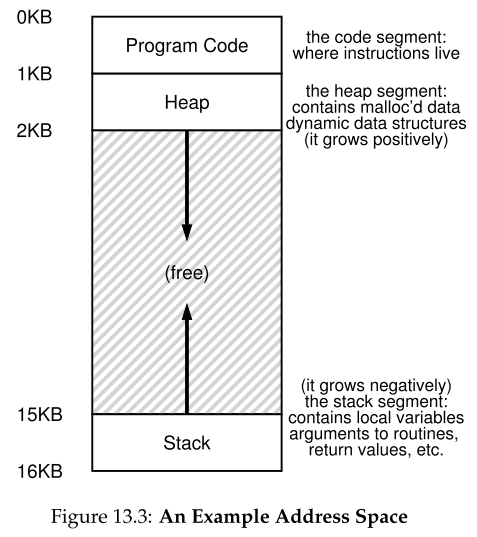 0KB
Program Code
the code segment:
where instructions live
1KB
Heap
the heap segment:
contains malloc'd data
dynamic data structures
(it grows positively)
2KB
(free)
(it grows negatively)
the stack segment:
contains local variables
arguments to routines,
return values, etc.
15KB
Stack
16KB
Figure 13.3: An Example Address Space